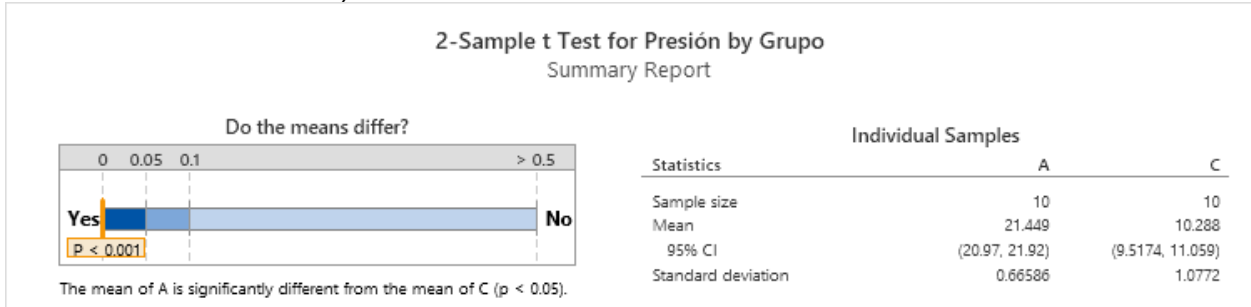 2-Sample t Test for Presión by Grupo
Summary Report
Do the means differ?
0 0.05 0.1 > 0.5
Yes No
P < 0.001
The mean of A is significantly different from the mean of C (p < 0.05).
Individual Samples
Statistics A C
Sample size 10 10
Mean 21.449 10.288
95% CI (20.97, 21.92) (9.5174, 11.059)
Standard deviation 0.66586 1.0772